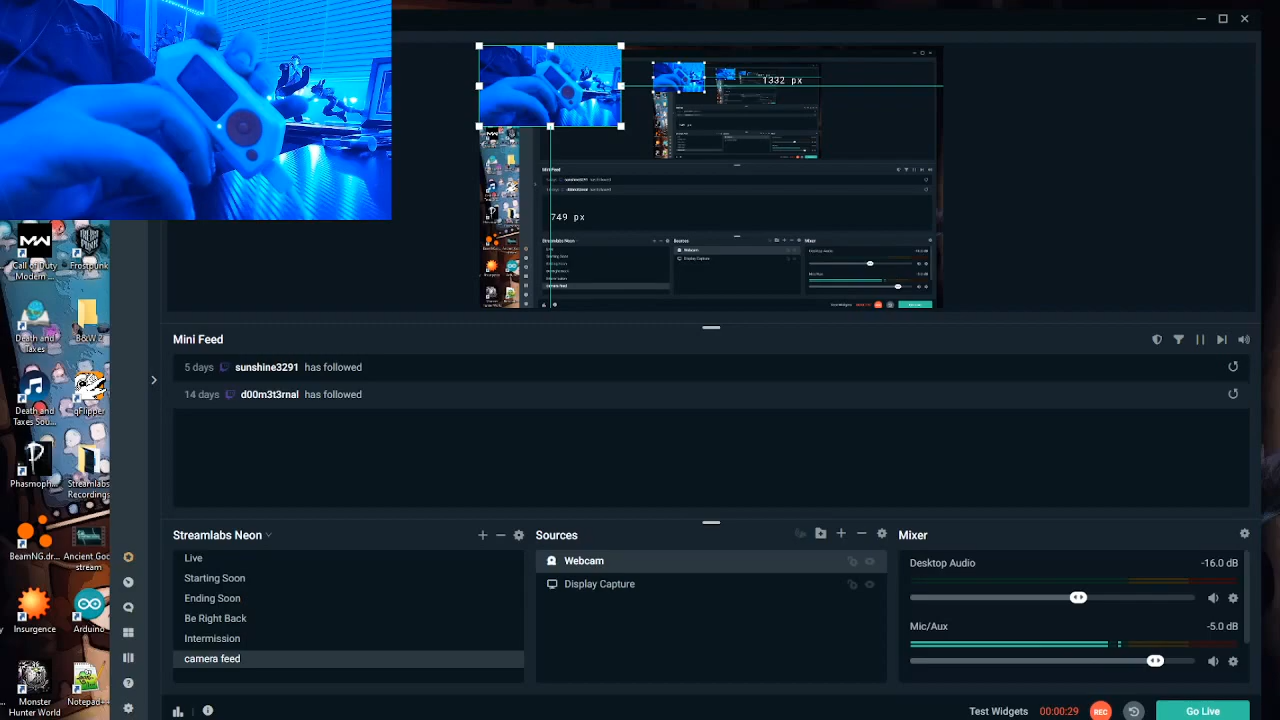 1332 px
749 px
Call of Duty Modern ...
Frostpunk
Death and Taxes
B&W 2
Death and Taxes Sou...
qFlipper
Phasmoph...
Streamlabs Recordings
BeamNG.dr...
Ancient God stream
Insurgence
Arduino
Monster Hunter World
Notepad++
Mini Feed
5 days sunshine3291 has followed
14 days d00m3t3rnal has followed
Streamlabs Neon
Live
Starting Soon
Ending Soon
Be Right Back
Intermission
camera feed
Sources
Webcam
Display Capture
Mixer
Desktop Audio -16.0 dB
Mic/Aux -5.0 dB
Test Widgets 00:00:29 REC Go Live